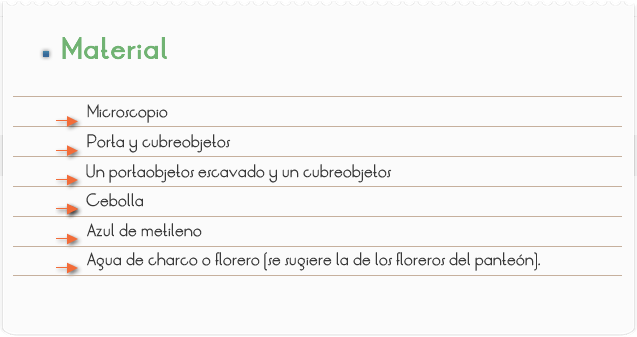 Material
Microscopio
Porta y cubreobjetos
Un portaobjetos escavado y un cubreobjetos
Cebolla
Azul de metileno
Agua de charco o florero (se sugiere la de los floreros del panteón).